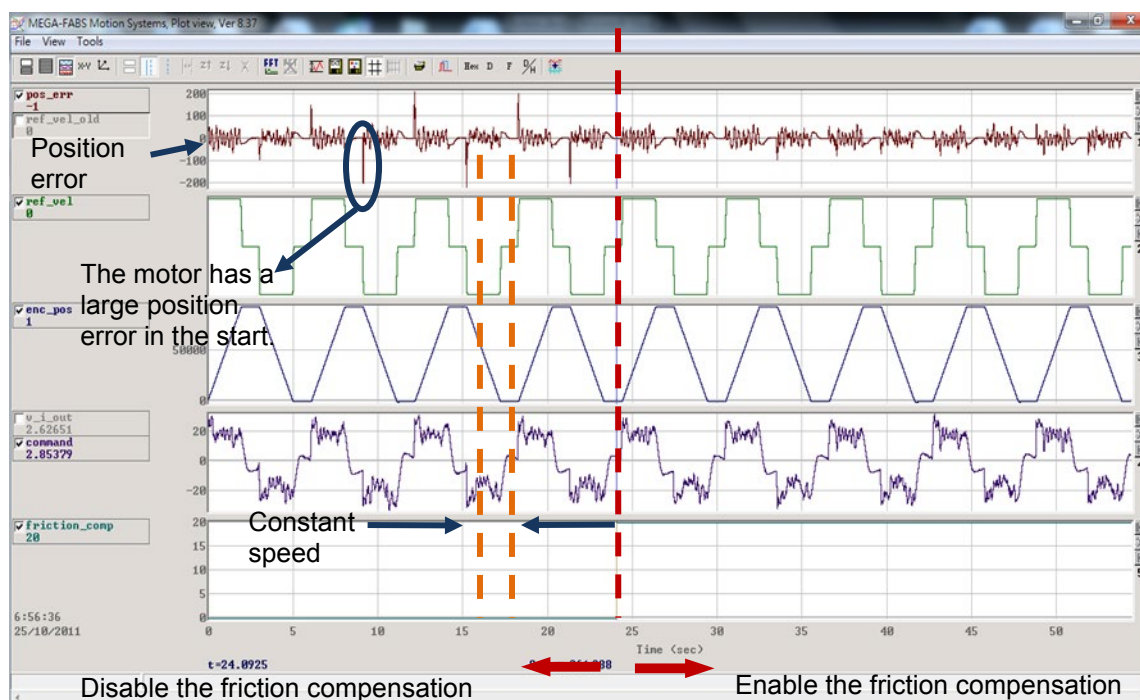 MEGA-FABS Motion Systems, Plot view, Ver 8.37
File View Tools
X-Y FFT Hex D F
pos_err
-1
ref_vel_old
0
200
100
0
-100
-200
Position
error
ref_vel
0
The motor has a
large position
error in the start.
enc_pos
1
50000
0
v_i_out
2.62651
command
2.85379
20
0
-20
friction_comp
20
20
15
10
5
0
Constant
speed
6:56:36
25/10/2011
0 5 10 15 20 25 30 35 40 45 50
Time (sec)
t=24.0925
Disable the friction compensation
Enable the friction compensation